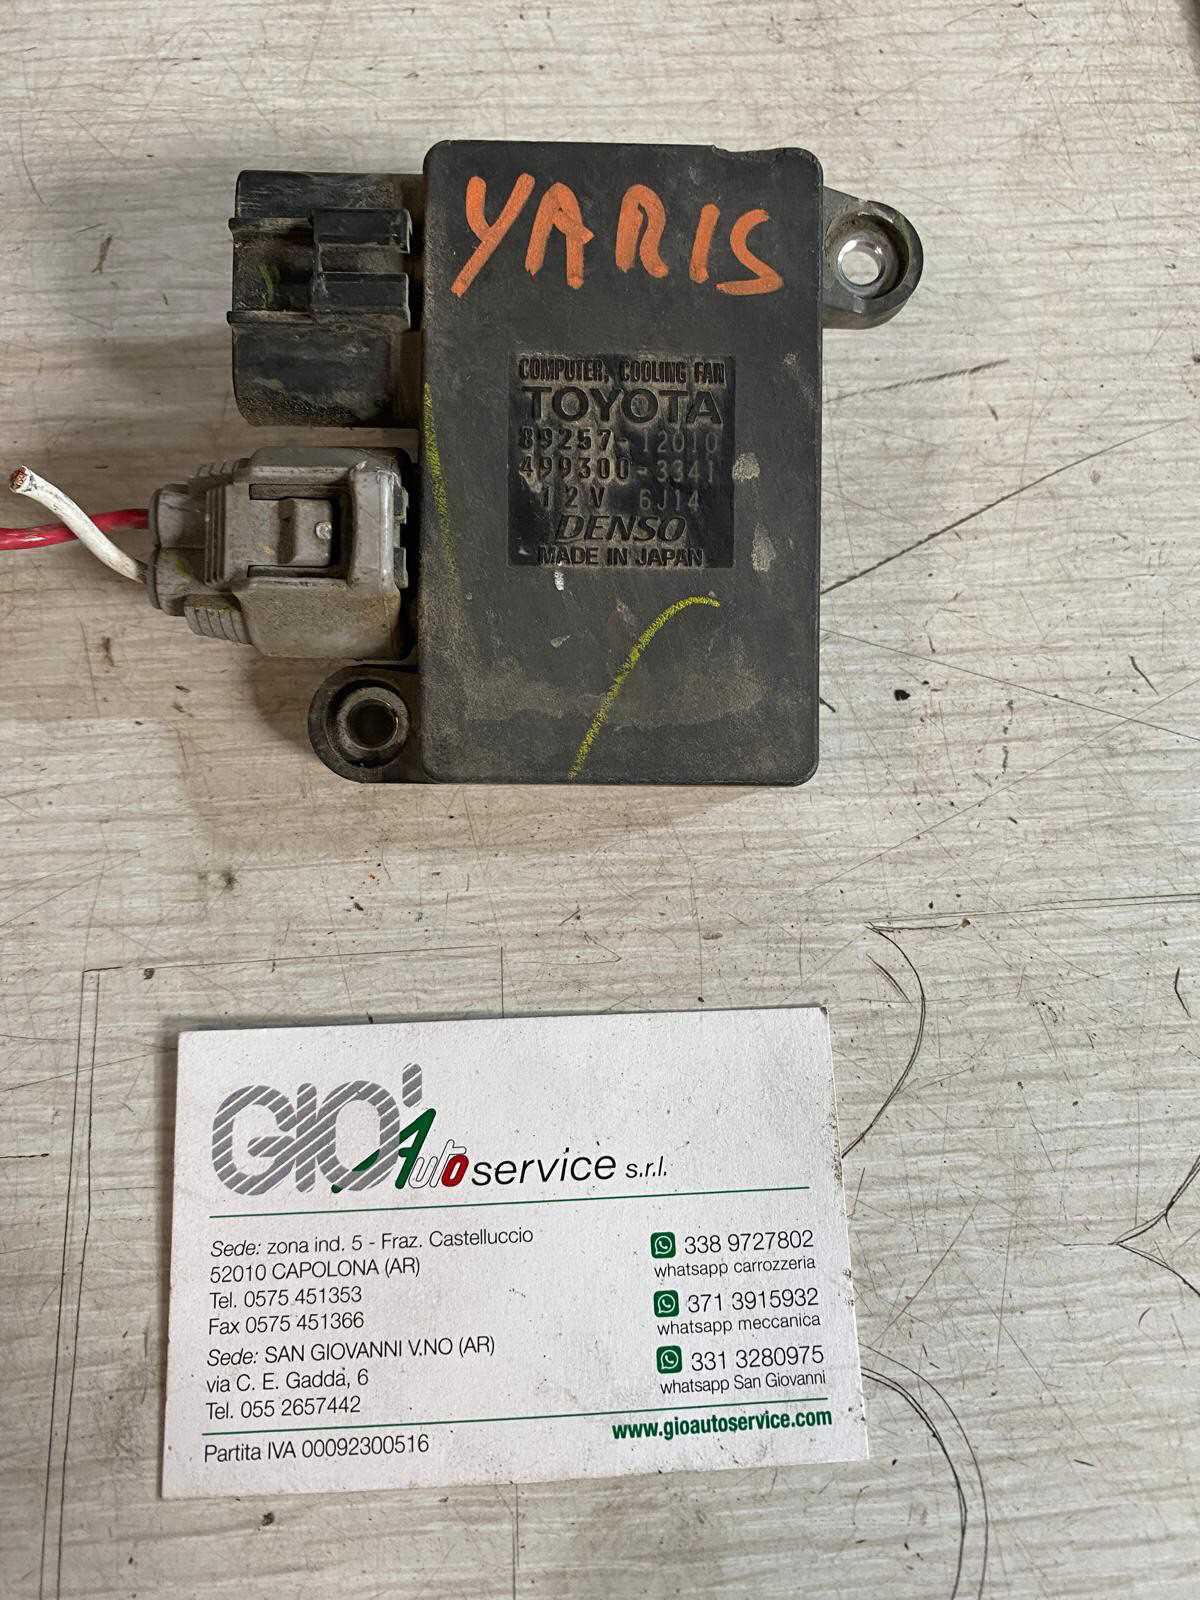 YARIS
COMPUTER, COOLING FAN
TOYOTA
89257-12010
499300-3341
12V 6J14
DENSO
MADE IN JAPAN
GIO' Autoservice s.r.l.
Sede: zona ind. 5 - Fraz. Castelluccio
52010 CAPOLONA (AR)
Tel. 0575 451353
Fax 0575 451366
Sede: SAN GIOVANNI V.NO (AR)
via C. E. Gadda, 6
Tel. 055 2657442
Partita IVA 00092300516
338 9727802
whatsapp carrozzeria
371 3915932
whatsapp meccanica
331 3280975
whatsapp San Giovanni
www.gioautoservice.com